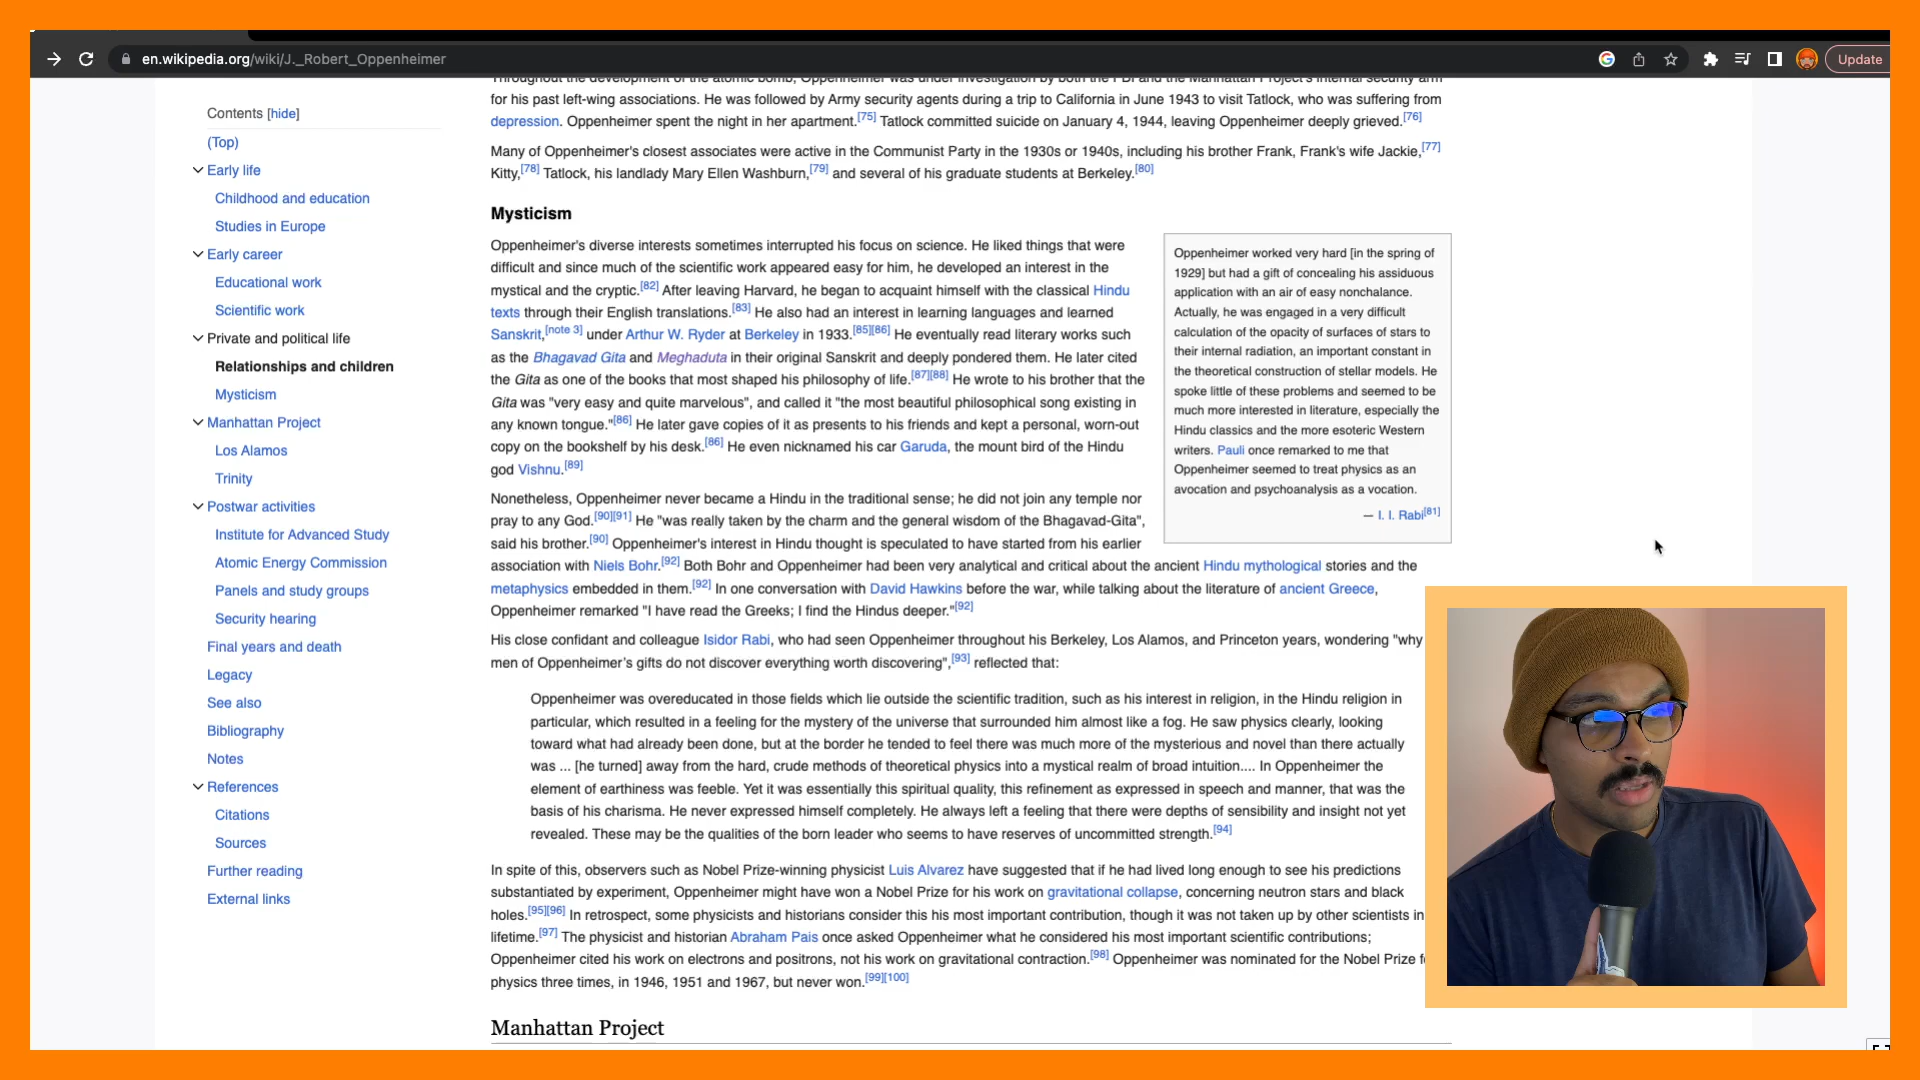 en.wikipedia.org/wiki/J._Robert_Oppenheimer
Update
Contents [hide]
(Top)
Early life
Childhood and education
Studies in Europe
Early career
Educational work
Scientific work
Private and political life
Relationships and children
Mysticism
Manhattan Project
Los Alamos
Trinity
Postwar activities
Institute for Advanced Study
Atomic Energy Commission
Panels and study groups
Security hearing
Final years and death
Legacy
See also
Bibliography
Notes
References
Citations
Sources
Further reading
External links
Throughout the development of the atomic bomb, Oppenheimer was under investigation by both the FBI and the Manhattan Project's internal security arm
for his past left-wing associations. He was followed by Army security agents during a trip to California in June 1943 to visit Tatlock, who was suffering from
depression. Oppenheimer spent the night in her apartment.[75] Tatlock committed suicide on January 4, 1944, leaving Oppenheimer deeply grieved.[76]
Many of Oppenheimer's closest associates were active in the Communist Party in the 1930s or 1940s, including his brother Frank, Frank's wife Jackie,[77]
Kitty,[78] Tatlock, his landlady Mary Ellen Washburn,[79] and several of his graduate students at Berkeley.[80]
Mysticism
Oppenheimer's diverse interests sometimes interrupted his focus on science. He liked things that were
difficult and since much of the scientific work appeared easy for him, he developed an interest in the
mystical and the cryptic.[82] After leaving Harvard, he began to acquaint himself with the classical Hindu
texts through their English translations.[83] He also had an interest in learning languages and learned
Sanskrit,[note 3] under Arthur W. Ryder at Berkeley in 1933.[85][86] He eventually read literary works such
as the Bhagavad Gita and Meghaduta in their original Sanskrit and deeply pondered them. He later cited
the Gita as one of the books that most shaped his philosophy of life.[87][88] He wrote to his brother that the
Gita was "very easy and quite marvelous", and called it "the most beautiful philosophical song existing in
any known tongue."[86] He later gave copies of it as presents to his friends and kept a personal, worn-out
copy on the bookshelf by his desk.[86] He even nicknamed his car Garuda, the mount bird of the Hindu
god Vishnu.[89]
Oppenheimer worked very hard [in the spring of
1929] but had a gift of concealing his assiduous
application with an air of easy nonchalance.
Actually, he was engaged in a very difficult
calculation of the opacity of surfaces of stars to
their internal radiation, an important constant in
the theoretical construction of stellar models. He
spoke little of these problems and seemed to be
much more interested in literature, especially the
Hindu classics and the more esoteric Western
writers. Pauli once remarked to me that
Oppenheimer seemed to treat physics as an
avocation and psychoanalysis as a vocation.
— I. I. Rabi[81]
Nonetheless, Oppenheimer never became a Hindu in the traditional sense; he did not join any temple nor
pray to any God.[90][91] He "was really taken by the charm and the general wisdom of the Bhagavad-Gita",
said his brother.[90] Oppenheimer's interest in Hindu thought is speculated to have started from his earlier
association with Niels Bohr.[92] Both Bohr and Oppenheimer had been very analytical and critical about the ancient Hindu mythological stories and the
metaphysics embedded in them.[92] In one conversation with David Hawkins before the war, while talking about the literature of ancient Greece,
Oppenheimer remarked "I have read the Greeks; I find the Hindus deeper."[92]
His close confidant and colleague Isidor Rabi, who had seen Oppenheimer throughout his Berkeley, Los Alamos, and Princeton years, wondering "why
men of Oppenheimer's gifts do not discover everything worth discovering",[93] reflected that:
Oppenheimer was overeducated in those fields which lie outside the scientific tradition, such as his interest in religion, in the Hindu religion in
particular, which resulted in a feeling for the mystery of the universe that surrounded him almost like a fog. He saw physics clearly, looking
toward what had already been done, but at the border he tended to feel there was much more of the mysterious and novel than there actually
was ... [he turned] away from the hard, crude methods of theoretical physics into a mystical realm of broad intuition.... In Oppenheimer the
element of earthiness was feeble. Yet it was essentially this spiritual quality, this refinement as expressed in speech and manner, that was the
basis of his charisma. He never expressed himself completely. He always left a feeling that there were depths of sensibility and insight not yet
revealed. These may be the qualities of the born leader who seems to have reserves of uncommitted strength.[94]
In spite of this, observers such as Nobel Prize-winning physicist Luis Alvarez have suggested that if he had lived long enough to see his predictions
substantiated by experiment, Oppenheimer might have won a Nobel Prize for his work on gravitational collapse, concerning neutron stars and black
holes.[95][96] In retrospect, some physicists and historians consider this his most important contribution, though it was not taken up by other scientists in
lifetime.[97] The physicist and historian Abraham Pais once asked Oppenheimer what he considered his most important scientific contributions;
Oppenheimer cited his work on electrons and positrons, not his work on gravitational contraction.[98] Oppenheimer was nominated for the Nobel Prize f
physics three times, in 1946, 1951 and 1967, but never won.[99][100]
Manhattan Project